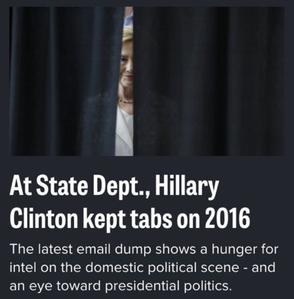 At State Dept., Hillary
Clinton kept tabs on 2016
The latest email dump shows a hunger for
intel on the domestic political scene - and
an eye toward presidential politics.